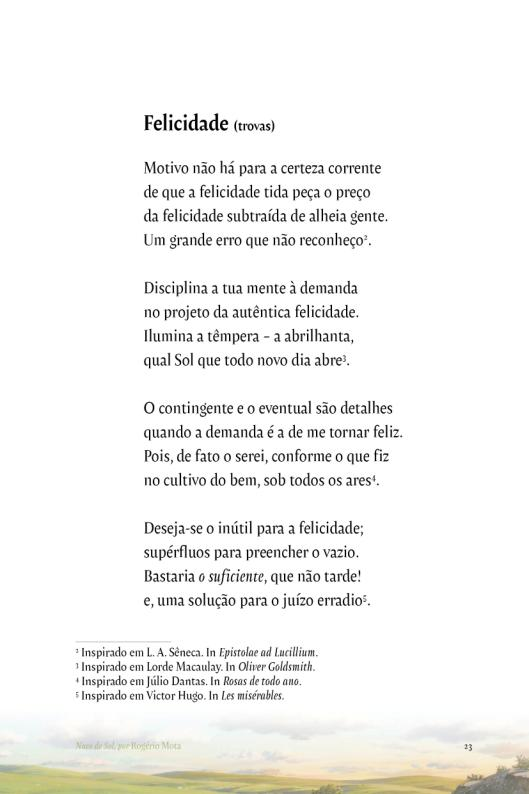 Felicidade (trovas)
Motivo não há para a certeza corrente
de que a felicidade tida peça o preço
da felicidade subtraída de alheia gente.
Um grande erro que não reconheço².
Disciplina a tua mente à demanda
no projeto da autêntica felicidade.
Ilumina a têmpera – a abrilhanta,
qual Sol que todo novo dia abre³.
O contingente e o eventual são detalhes
quando a demanda é a de me tornar feliz.
Pois, de fato o serei, conforme o que fiz
no cultivo do bem, sob todos os ares⁴.
Deseja-se o inútil para a felicidade;
supérfluos para preencher o vazio.
Bastaria o suficiente, que não tarde!
e, uma solução para o juízo erradio⁵.
² Inspirado em L. A. Sêneca. In Epistolae ad Lucillium.
³ Inspirado em Lorde Macaulay. In Oliver Goldsmith.
⁴ Inspirado em Júlio Dantas. In Rosas de todo ano.
⁵ Inspirado em Victor Hugo. In Les misérables.
de Sol, por Rogério Mota
23